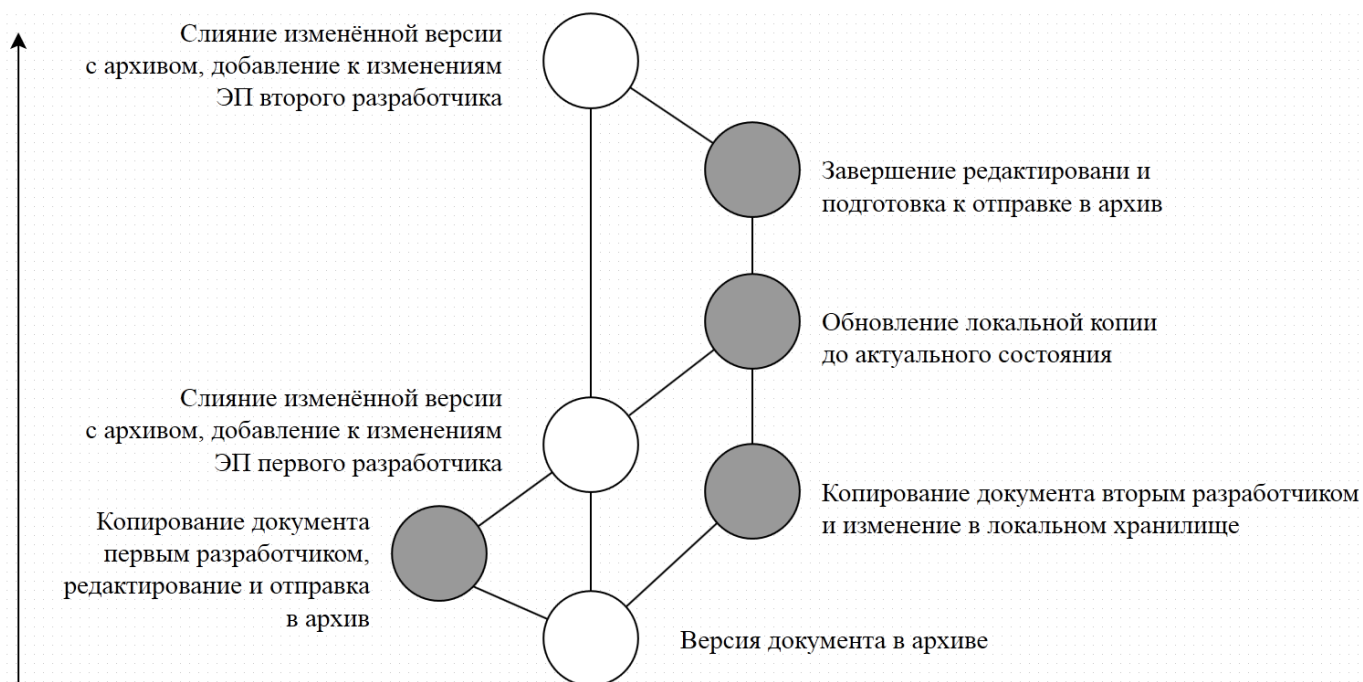 Слияние изменённой версии
с архивом, добавление к изменениям
ЭП второго разработчика
Завершение редактировани и
подготовка к отправке в архив
Обновление локальной копии
до актуального состояния
Слияние изменённой версии
с архивом, добавление к изменениям
ЭП первого разработчика
Копирование документа вторым разработчиком
и изменение в локальном хранилище
Копирование документа
первым разработчиком,
редактирование и отправка
в архив
Версия документа в архиве